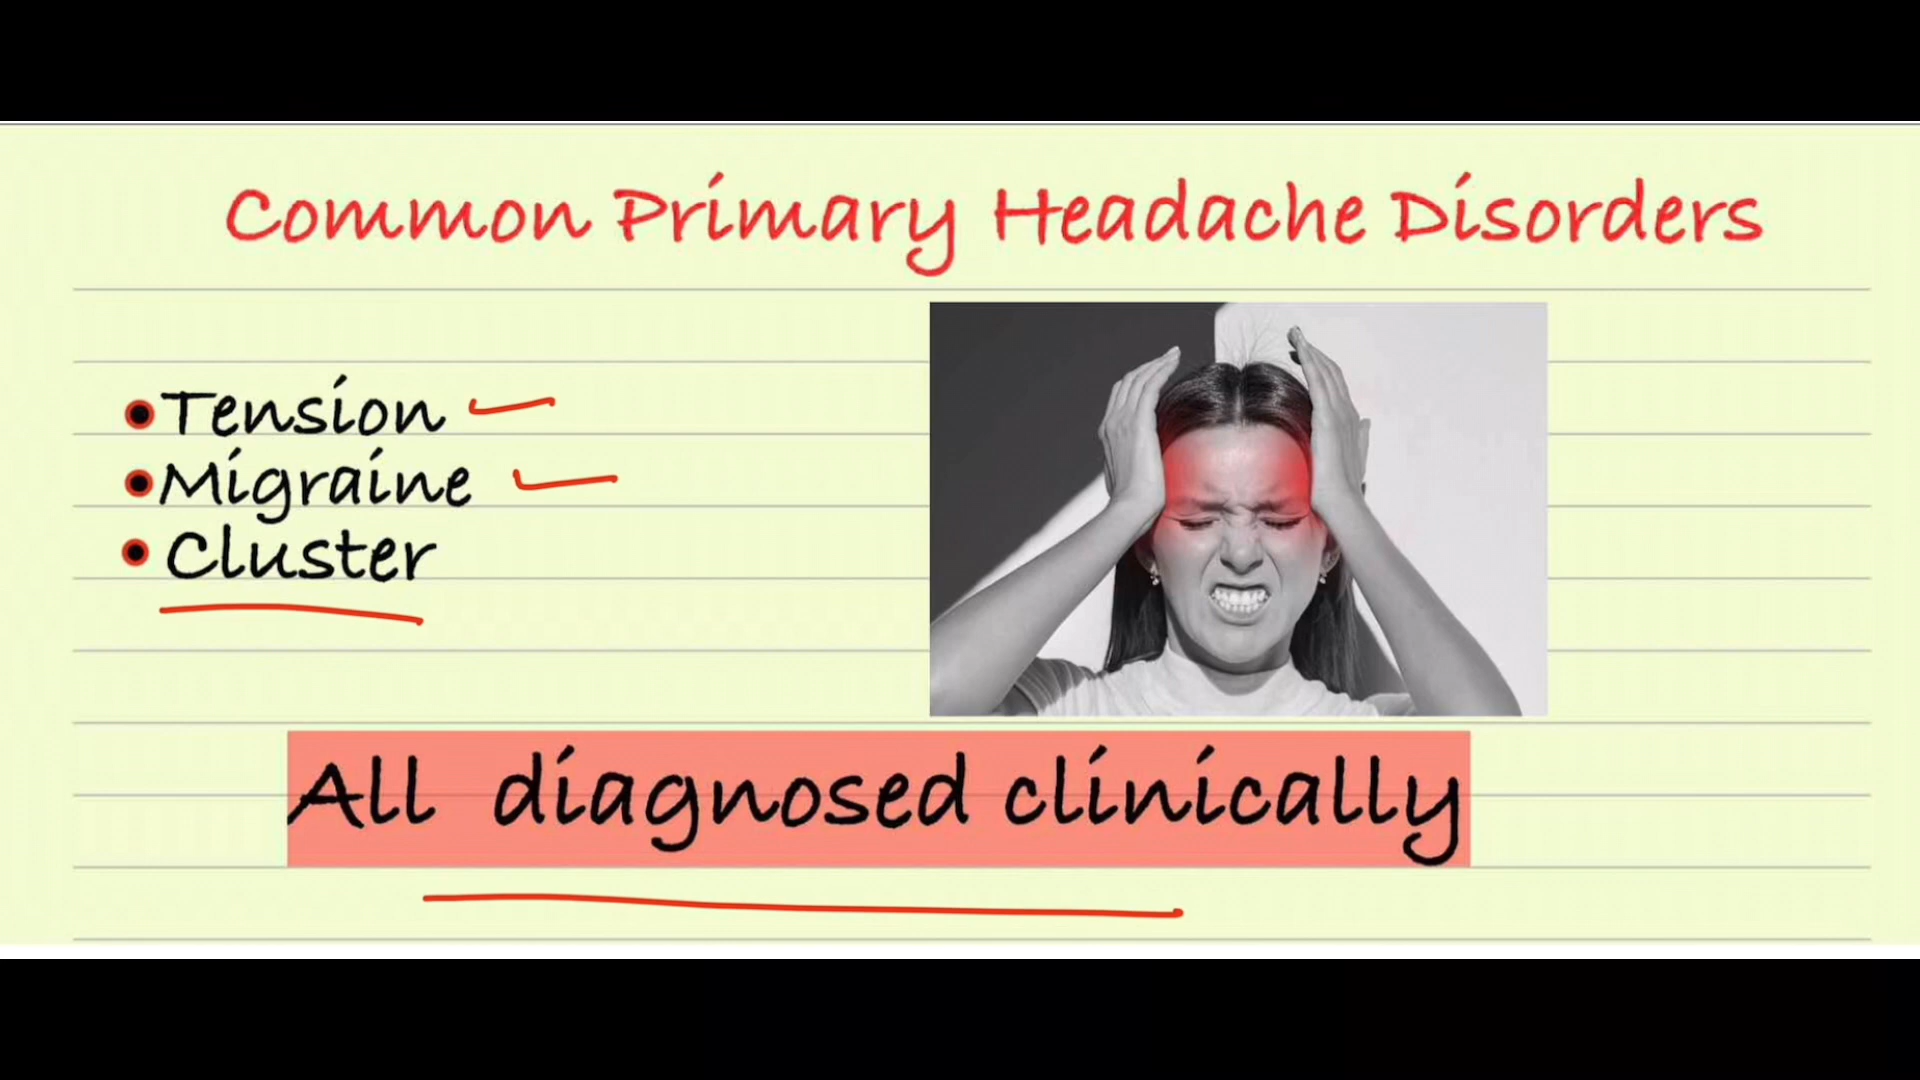 Common Primary Headache Disorders
Tension
Migraine
Cluster
All diagnosed clinically